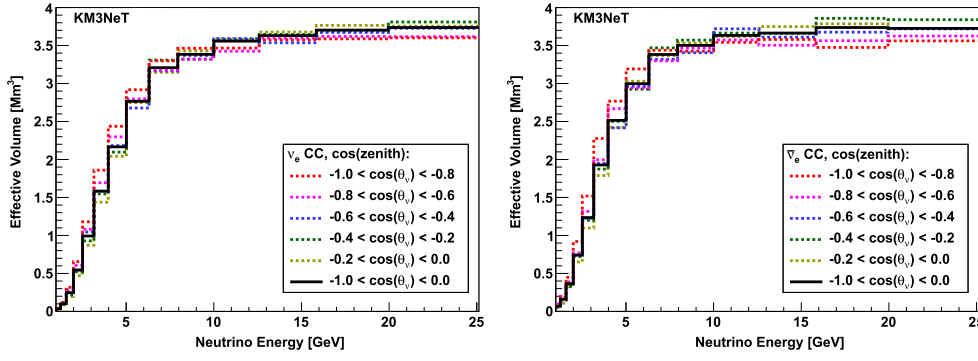 KM3NeT
Effective Volume [Mm³]
4
3.5
3
2.5
2
1.5
1
0.5
0
νe CC, cos(zenith):
-1.0 < cos(θν) < -0.8
-0.8 < cos(θν) < -0.6
-0.6 < cos(θν) < -0.4
-0.4 < cos(θν) < -0.2
-0.2 < cos(θν) < 0.0
-1.0 < cos(θν) < 0.0
5 10 15 20 25
Neutrino Energy [GeV]
KM3NeT
Effective Volume [Mm³]
4
3.5
3
2.5
2
1.5
1
0.5
0
ν̄e CC, cos(zenith):
-1.0 < cos(θν) < -0.8
-0.8 < cos(θν) < -0.6
-0.6 < cos(θν) < -0.4
-0.4 < cos(θν) < -0.2
-0.2 < cos(θν) < 0.0
-1.0 < cos(θν) < 0.0
5 10 15 20 25
Neutrino Energy [GeV]